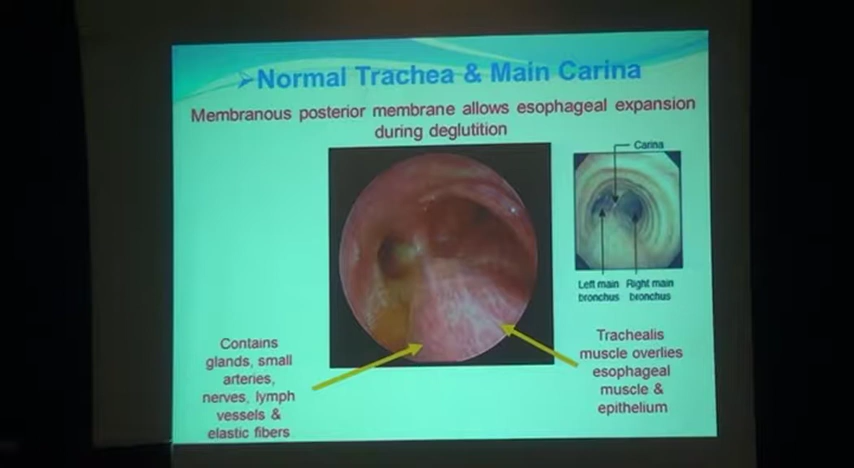 ➢Normal Trachea & Main Carina
Membranous posterior membrane allows esophageal expansion
during deglutition
Carina
Left main
bronchus
Right main
bronchus
Contains
glands, small
arteries,
nerves, lymph
vessels &
elastic fibers
Trachealis
muscle overlies
esophageal
muscle &
epithelium